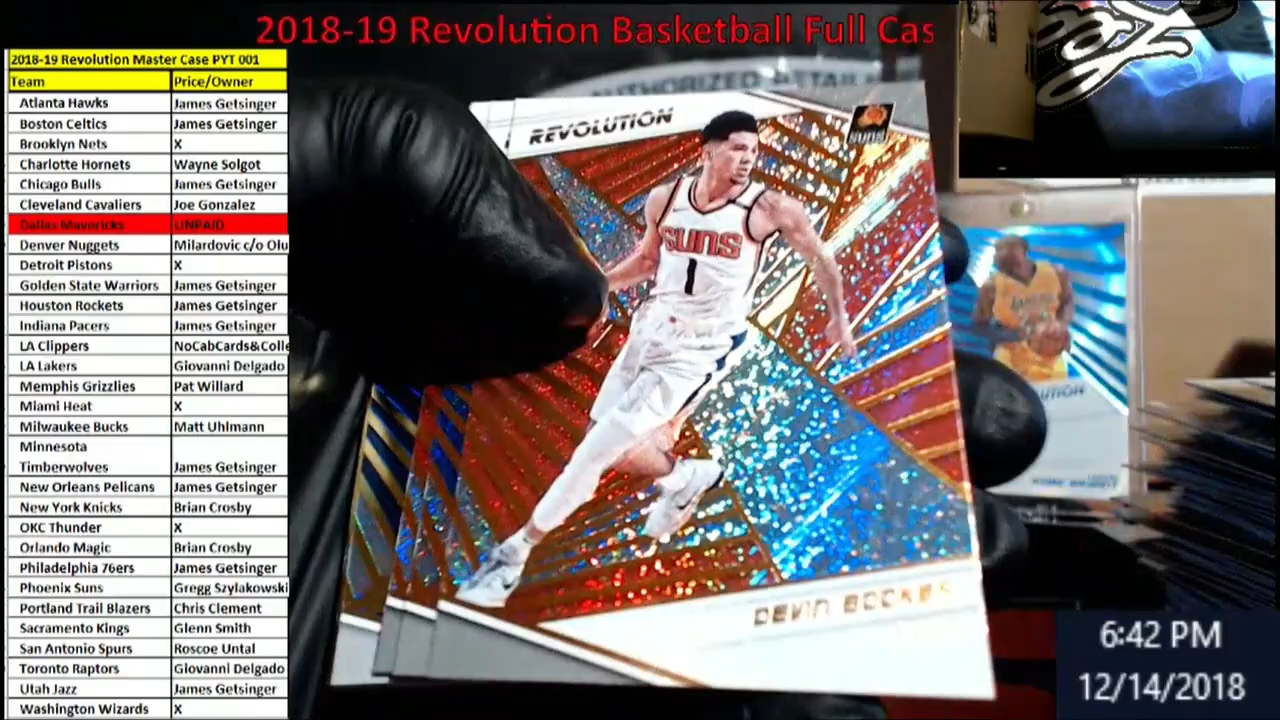 2018-19 Revolution Basketball Full Cas
2018-19 Revolution Master Case PYT 001
Team Price/Owner
Atlanta Hawks James Getsinger
Boston Celtics James Getsinger
Brooklyn Nets X
Charlotte Hornets Wayne Solgot
Chicago Bulls James Getsinger
Cleveland Cavaliers Joe Gonzalez
Dallas Mavericks UNPAID
Denver Nuggets Milardovic c/o Olu
Detroit Pistons X
Golden State Warriors James Getsinger
Houston Rockets James Getsinger
Indiana Pacers James Getsinger
LA Clippers NoCabCards&Colle
LA Lakers Giovanni Delgado
Memphis Grizzlies Pat Willard
Miami Heat X
Milwaukee Bucks Matt Uhlmann
Minnesota
Timberwolves James Getsinger
New Orleans Pelicans James Getsinger
New York Knicks Brian Crosby
OKC Thunder X
Orlando Magic Brian Crosby
Philadelphia 76ers James Getsinger
Phoenix Suns Gregg Szylakowski
Portland Trail Blazers Chris Clement
Sacramento Kings Glenn Smith
San Antonio Spurs Roscoe Untal
Toronto Raptors Giovanni Delgado
Utah Jazz James Getsinger
Washington Wizards X
AUTHORIZED RETAIL
REVOLUTION
SUNS
SUNS
1
DEVIN BOOKER
6:42 PM
12/14/2018